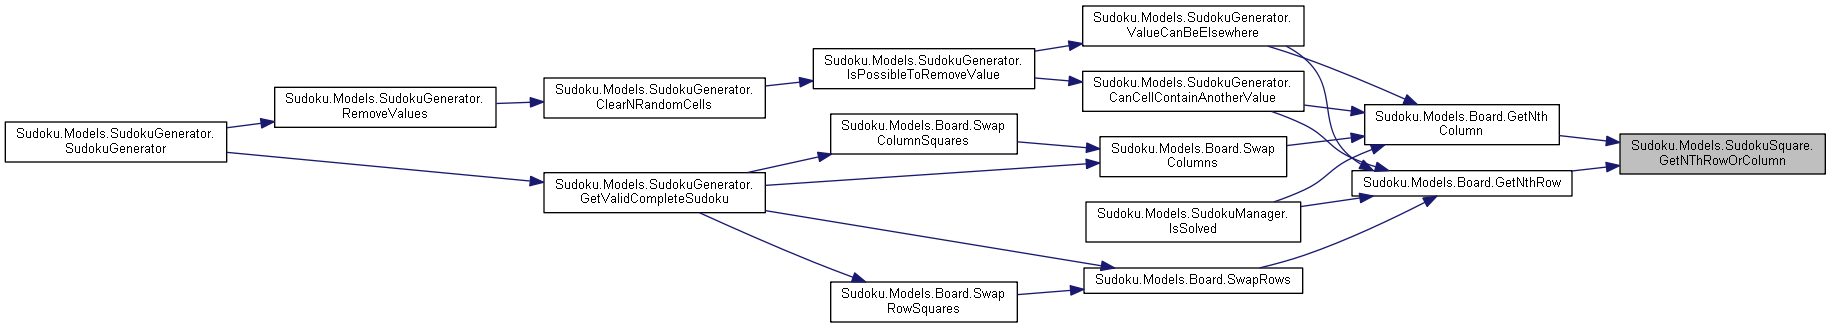 Sudoku.Models.SudokuGenerator.
SudokuGenerator
Sudoku.Models.SudokuGenerator.
RemoveValues
Sudoku.Models.SudokuGenerator.
ClearNRandomCells
Sudoku.Models.SudokuGenerator.
GetValidCompleteSudoku
Sudoku.Models.SudokuGenerator.
IsPossibleToRemoveValue
Sudoku.Models.Board.Swap
ColumnSquares
Sudoku.Models.Board.Swap
RowSquares
Sudoku.Models.SudokuGenerator.
ValueCanBeElsewhere
Sudoku.Models.SudokuGenerator.
CanCellContainAnotherValue
Sudoku.Models.Board.Swap
Columns
Sudoku.Models.SudokuManager.
IsSolved
Sudoku.Models.Board.SwapRows
Sudoku.Models.Board.GetNth
Column
Sudoku.Models.Board.GetNthRow
Sudoku.Models.SudokuSquare.
GetNThRowOrColumn